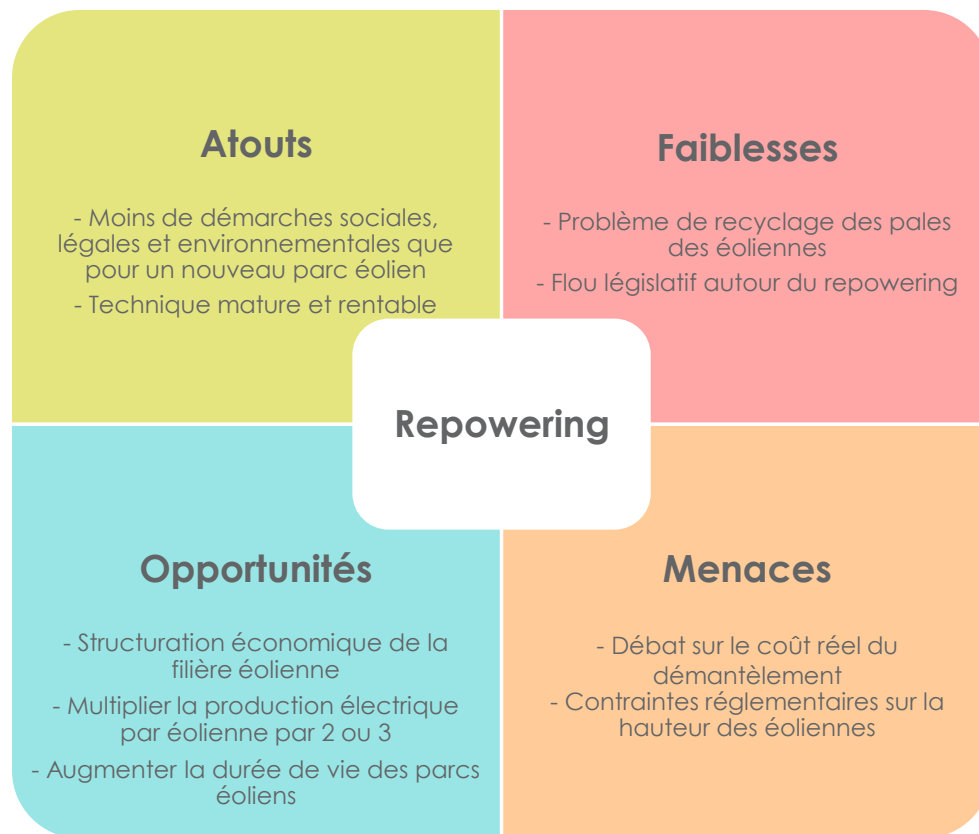 Atouts
- Moins de démarches sociales,
légales et environnementales que
pour un nouveau parc éolien
- Technique mature et rentable
Faiblesses
- Problème de recyclage des pales
des éoliennes
- Flou législatif autour du repowering
Repowering
Opportunités
- Structuration économique de la
filière éolienne
- Multiplier la production électrique
par éolienne par 2 ou 3
- Augmenter la durée de vie des parcs
éoliens
Menaces
- Débat sur le coût réel du
démantèlement
- Contraintes réglementaires sur la
hauteur des éoliennes